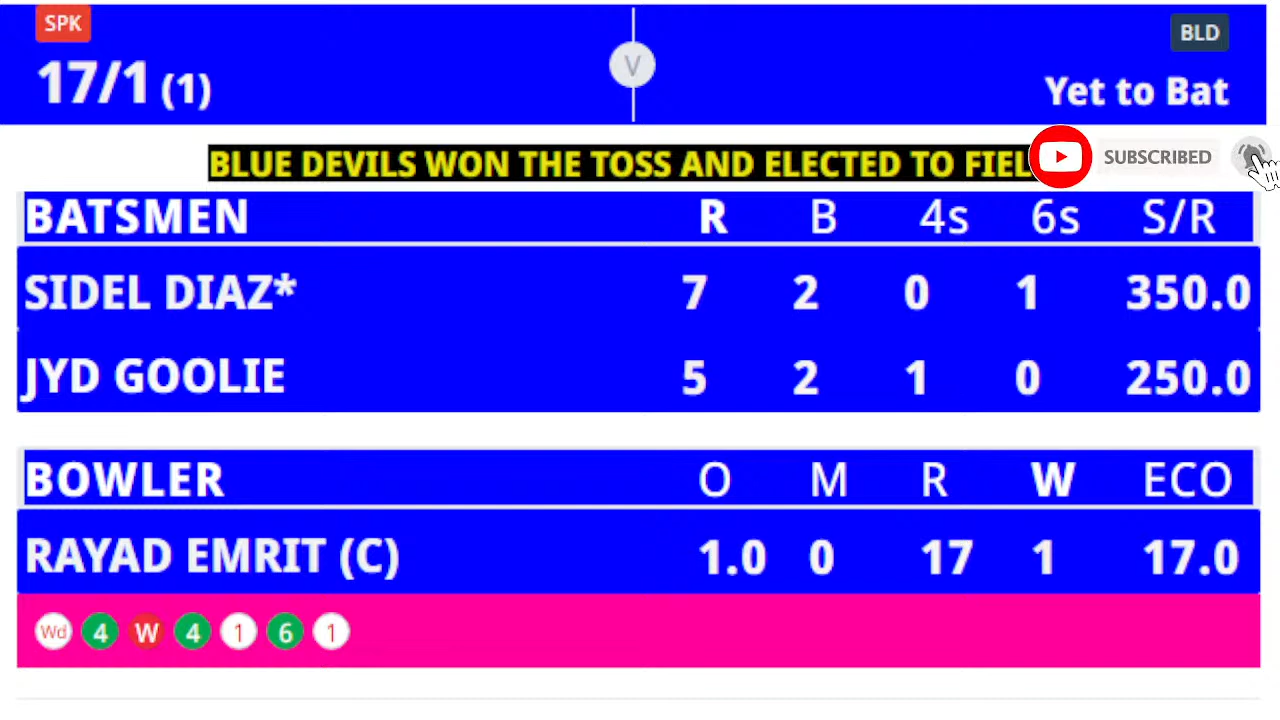 SPK
BLD
17/1 (1)
V
Yet to Bat
BLUE DEVILS WON THE TOSS AND ELECTED TO FIEL
SUBSCRIBED
BATSMEN R B 4s 6s S/R
SIDEL DIAZ* 7 2 0 1 350.0
JYD GOOLIE 5 2 1 0 250.0
BOWLER O M R W ECO
RAYAD EMRIT (C) 1.0 0 17 1 17.0
Wd 4 W 4 1 6 1